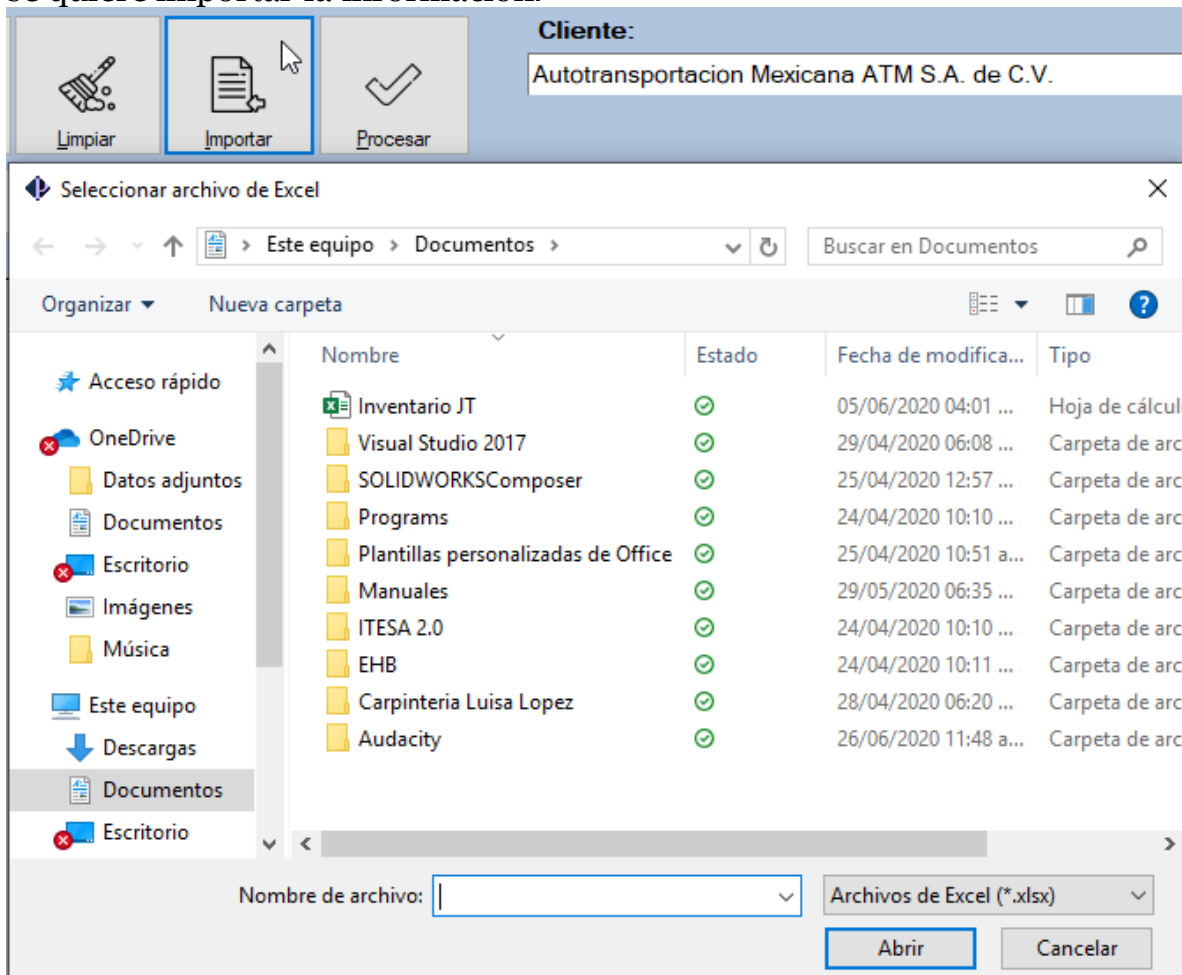 se quiere importar la información.
Cliente:
Autotransportacion Mexicana ATM S.A. de C.V.
Limpiar Importar Procesar
Seleccionar archivo de Excel
Este equipo > Documentos >
Buscar en Documentos
Organizar Nueva carpeta
Nombre Estado Fecha de modifica... Tipo
Acceso rápido
OneDrive
Datos adjuntos
Documentos
Escritorio
Imágenes
Música
Este equipo
Descargas
Documentos
Escritorio
Inventario JT 05/06/2020 04:01 ... Hoja de cálcul
Visual Studio 2017 29/04/2020 06:08 ... Carpeta de arc
SOLIDWORKSComposer 25/04/2020 12:57 ... Carpeta de arc
Programs 24/04/2020 10:10 ... Carpeta de arc
Plantillas personalizadas de Office 25/04/2020 10:51 a... Carpeta de arc
Manuales 29/05/2020 06:35 ... Carpeta de arc
ITESA 2.0 24/04/2020 10:10 ... Carpeta de arc
EHB 24/04/2020 10:11 ... Carpeta de arc
Carpinteria Luisa Lopez 28/04/2020 06:20 ... Carpeta de arc
Audacity 26/06/2020 11:48 a... Carpeta de arc
Nombre de archivo:
Archivos de Excel (*.xlsx)
Abrir Cancelar